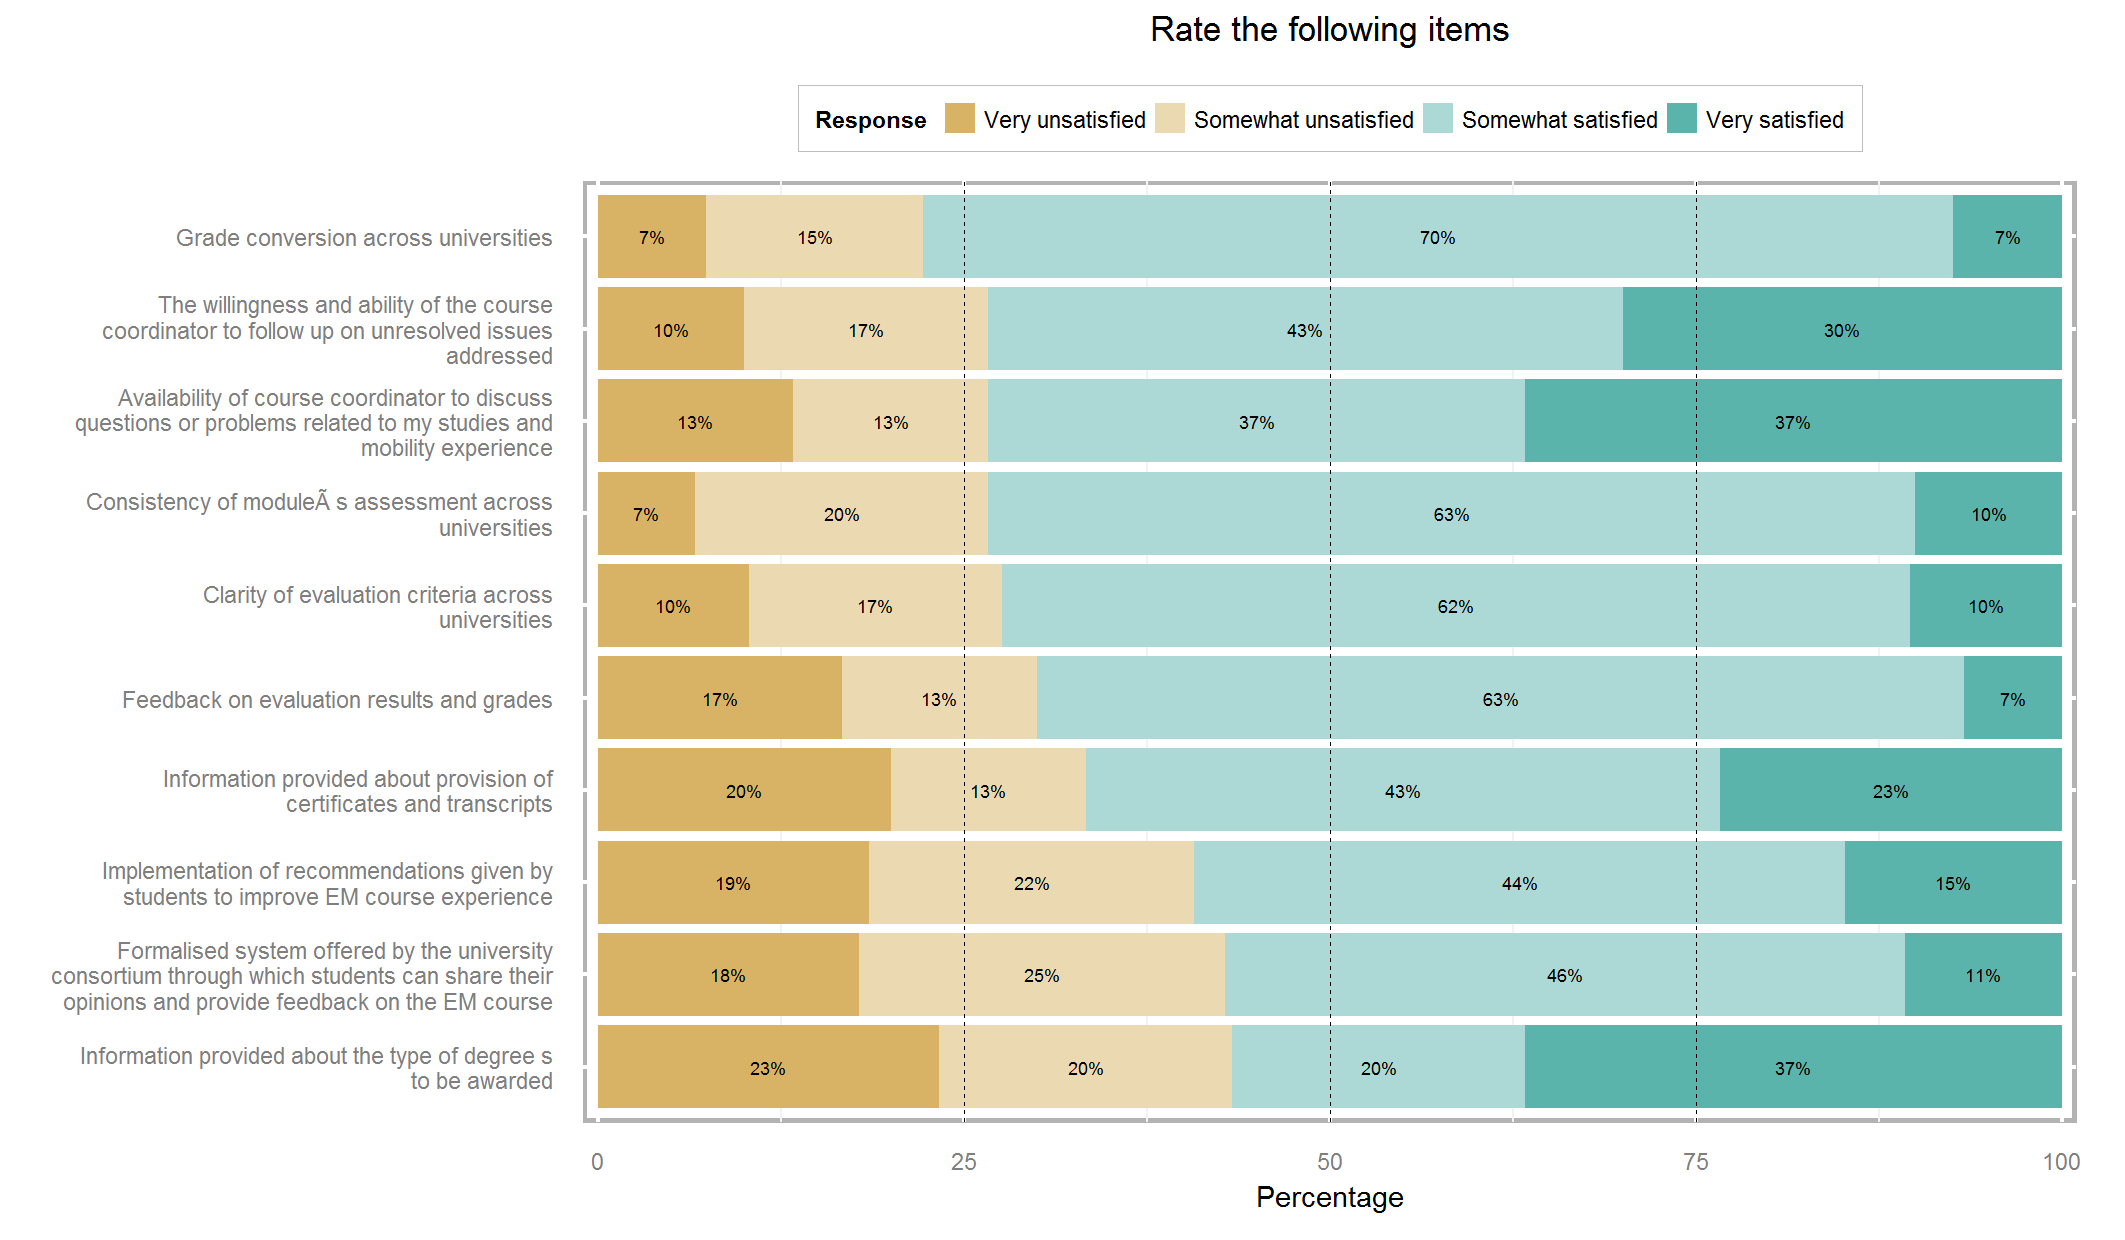 Rate the following items
Response Very unsatisfied Somewhat unsatisfied Somewhat satisfied Very satisfied
Grade conversion across universities
7% 15% 70% 7%
The willingness and ability of the course
coordinator to follow up on unresolved issues
addressed
10% 17% 43% 30%
Availability of course coordinator to discuss
questions or problems related to my studies and
mobility experience
13% 13% 37% 37%
Consistency of moduleÃ s assessment across
universities
7% 20% 63% 10%
Clarity of evaluation criteria across
universities
10% 17% 62% 10%
Feedback on evaluation results and grades
17% 13% 63% 7%
Information provided about provision of
certificates and transcripts
20% 13% 43% 23%
Implementation of recommendations given by
students to improve EM course experience
19% 22% 44% 15%
Formalised system offered by the university
consortium through which students can share their
opinions and provide feedback on the EM course
18% 25% 46% 11%
Information provided about the type of degree s
to be awarded
23% 20% 20% 37%
0 25 50 75 100
Percentage